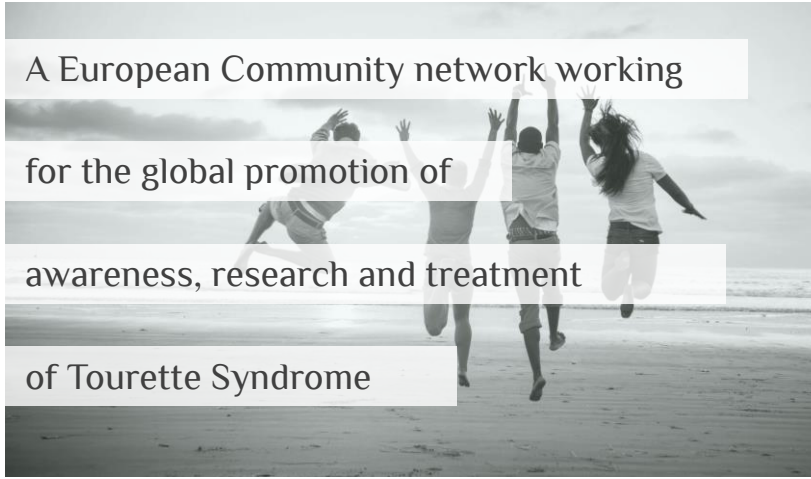 A European Community network working
for the global promotion of
awareness, research and treatment
of Tourette Syndrome